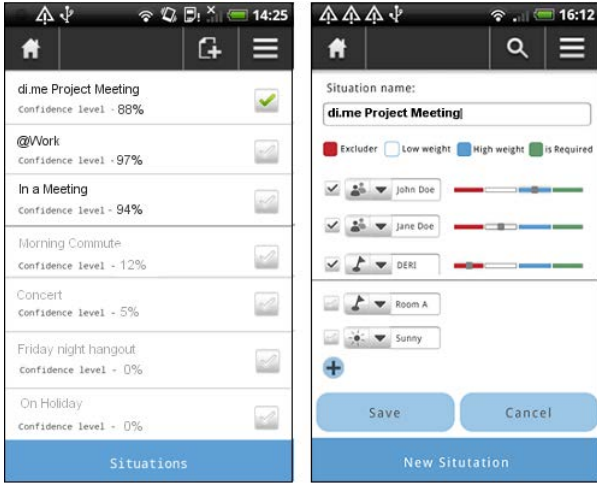 14:25
di.me Project Meeting
Confidence level - 88%
@Work
Confidence level - 97%
In a Meeting
Confidence level - 94%
Morning Commute
Confidence level - 12%
Concert
Confidence level - 5%
Friday night hangout
Confidence level - 0%
On Holiday
Confidence level - 0%
Situations
16:12
Situation name:
di.me Project Meeting
Excluder Low weight High weight is Required
John Doe
Jane Doe
DERI
Room A
Sunny
Save Cancel
New Situtation